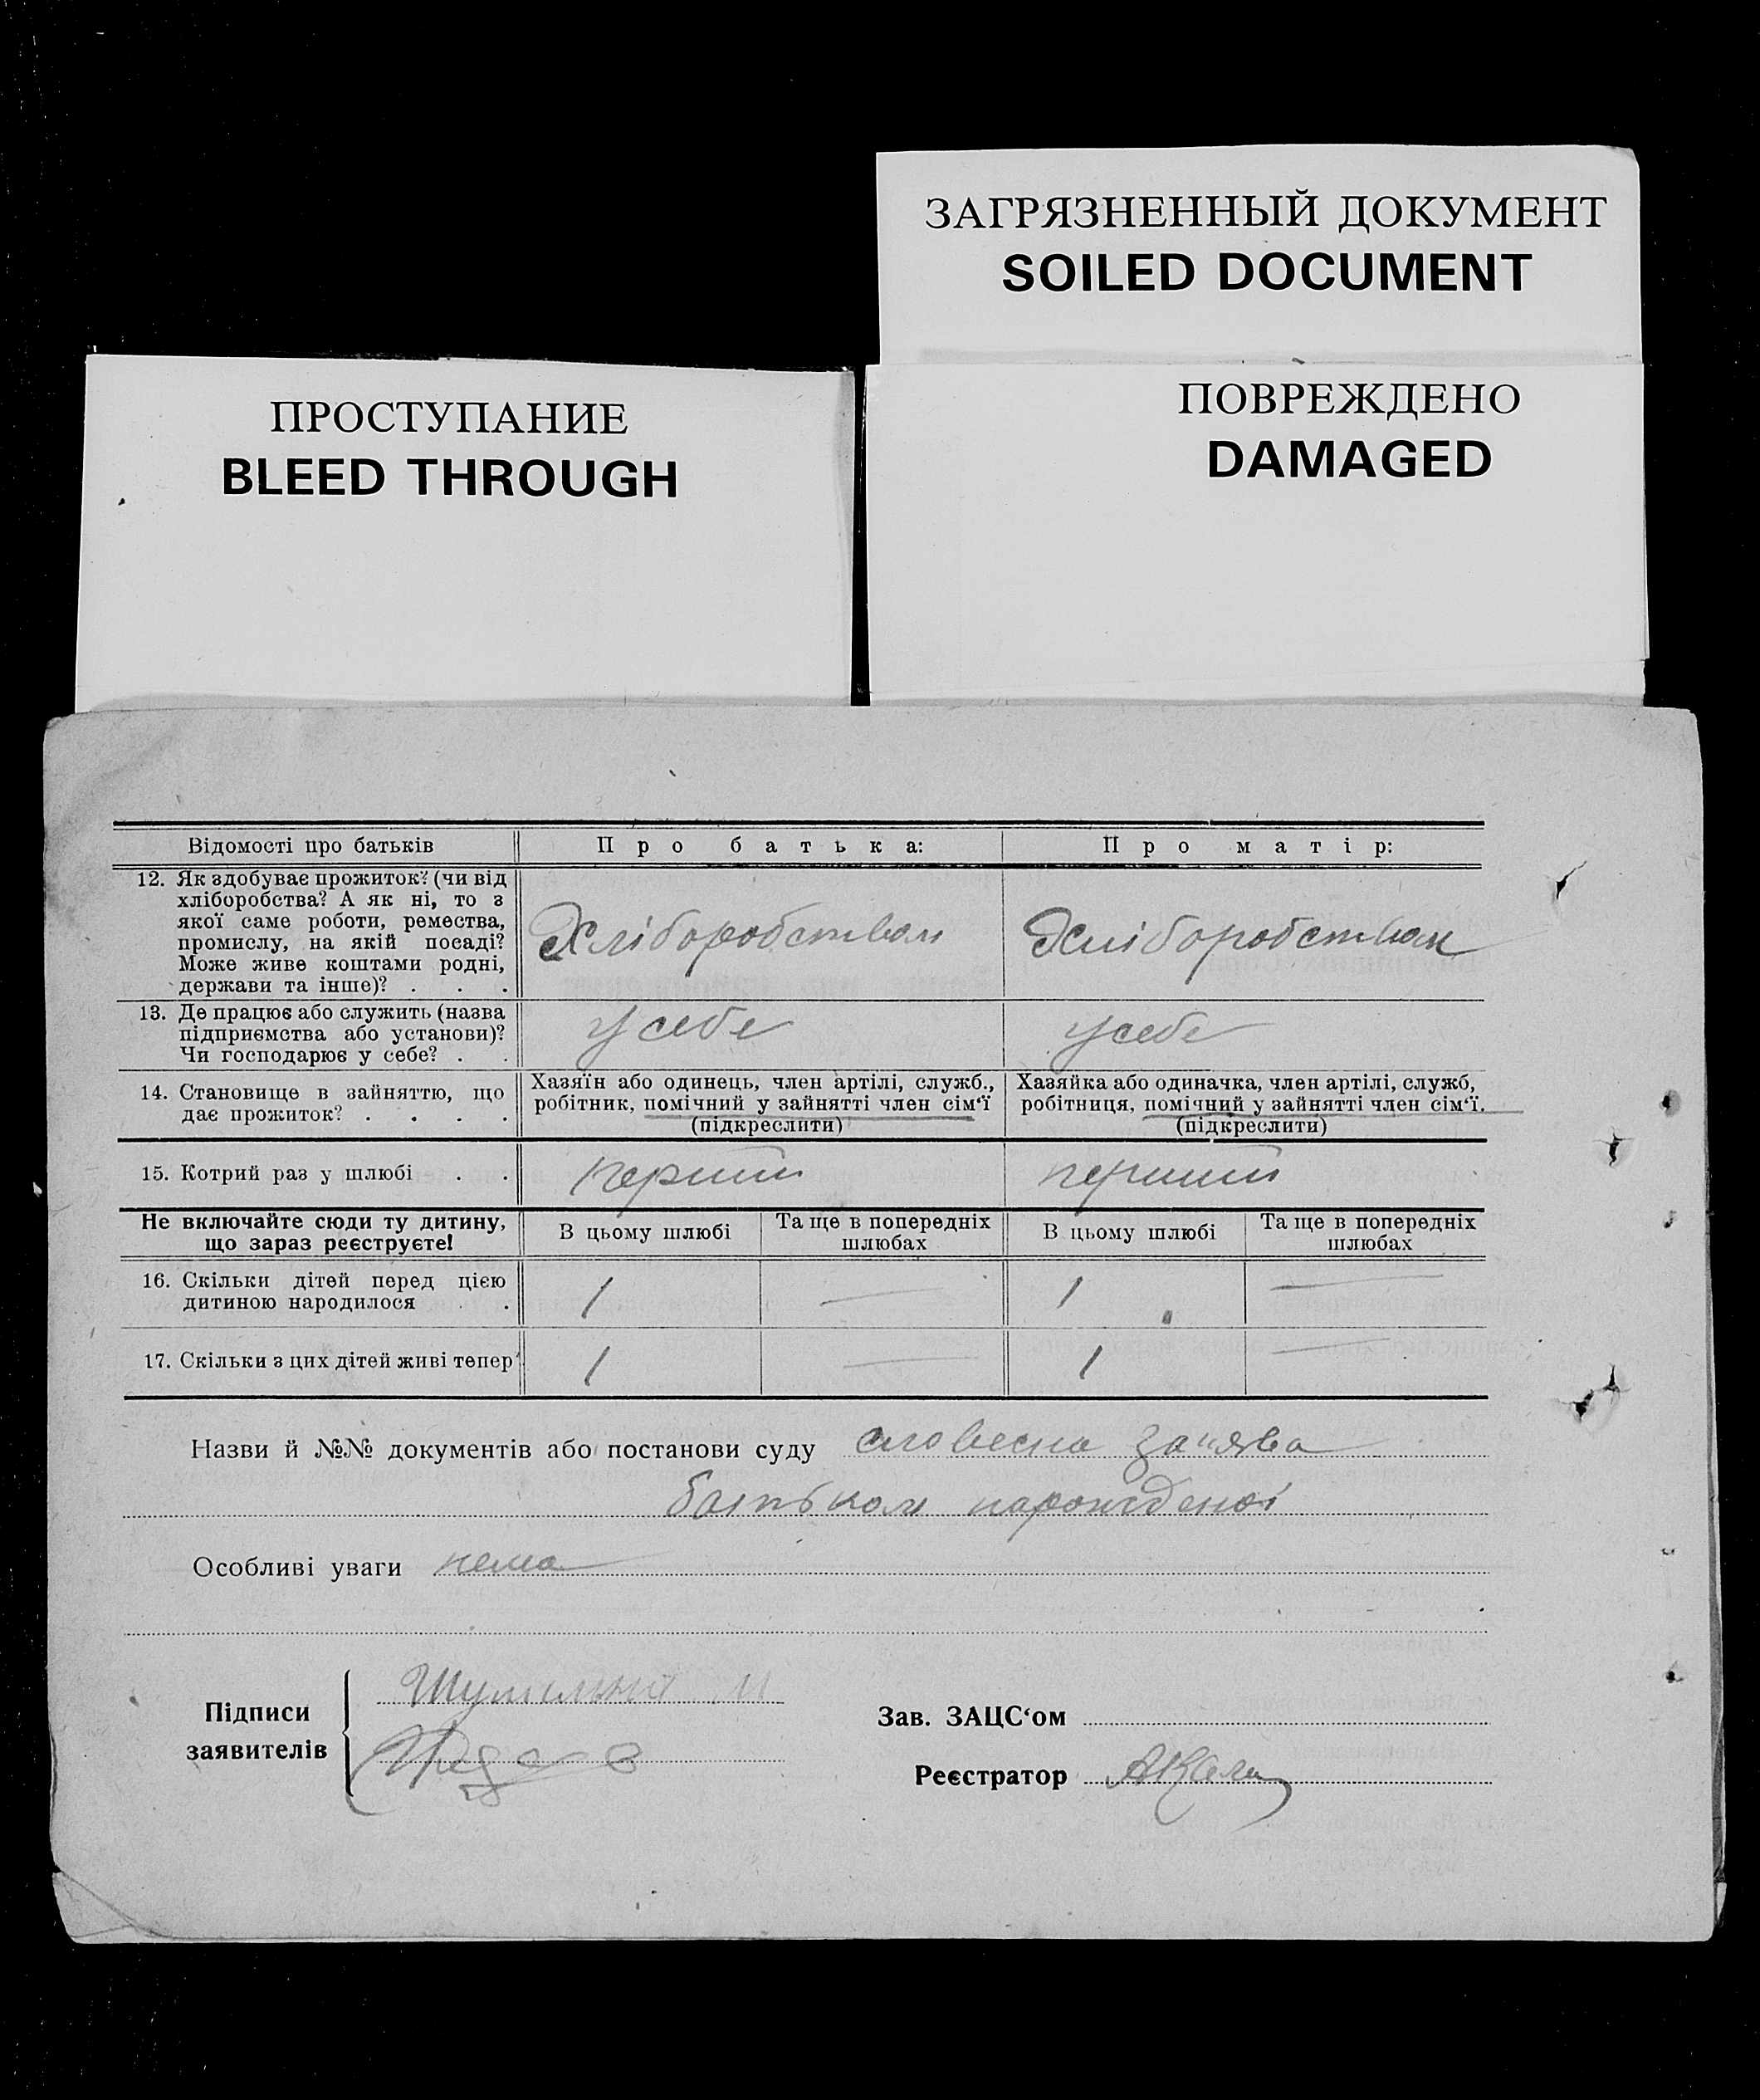 ЗАГРЯЗНЕННЫЙ ДОКУМЕНТ
SOILED DOCUMENT
ПРОСТУПАНИЕ
BLEED THROUGH
ПОВРЕЖДЕНО
DAMAGED
Відомості про батьків
Про батька:
Про матір:
12. Як здобуває прожиток? (чи від
хліборобства? А як ні, то з
якої саме роботи, ремества,
промислу, на якій посаді?
Може живе коштами родні,
держави та інше)? . . .
Хліборобством
Хліборобством
13. Де працює або служить (назва
підприємства або установи)?
Чи господарює у себе? . .
у себе
у себе
14. Становище в зайняттю, що
дає прожиток? . . . .
Хазяїн або одинець, член артілі, служб.,
робітник, помічний у зайнятті член сім‘ї
(підкреслити)
Хазяйка або одиначка, член артілі, служб,
робітниця, помічний у зайнятті член сім‘ї.
(підкреслити)
15. Котрий раз у шлюбі . .
перший
перший
Не включайте сюди ту дитину,
що зараз реєструєте!
В цьому шлюбі
Та ще в попередніх
шлюбах
В цьому шлюбі
Та ще в попередніх
шлюбах
16. Скільки дітей перед цією
дитиною народилося . .
1
—
1
—
17. Скільки з цих дітей живі тепер?
1
—
1
—
Назви й №№ документів або постанови суду словесна заява
батьком народженої
Особливі уваги нема
Підписи
заявителів
Зав. ЗАЦС‘ом
Реєстратор